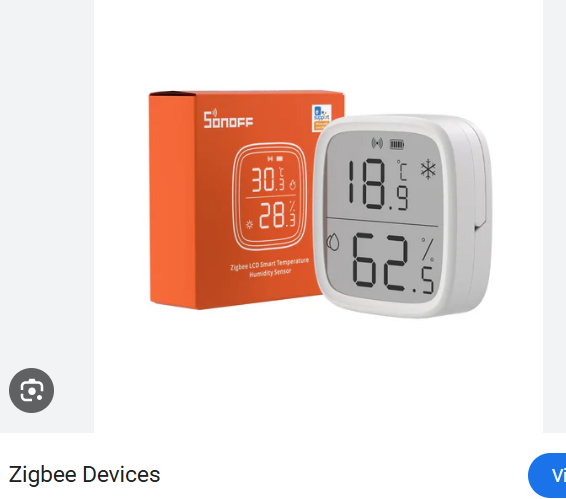 SONOFF
30.3 °C
28.3 %
Zigbee LCD Smart Temperature
Humidity Sensor
18.9 °C
62.5 %
Zigbee Devices
Vi